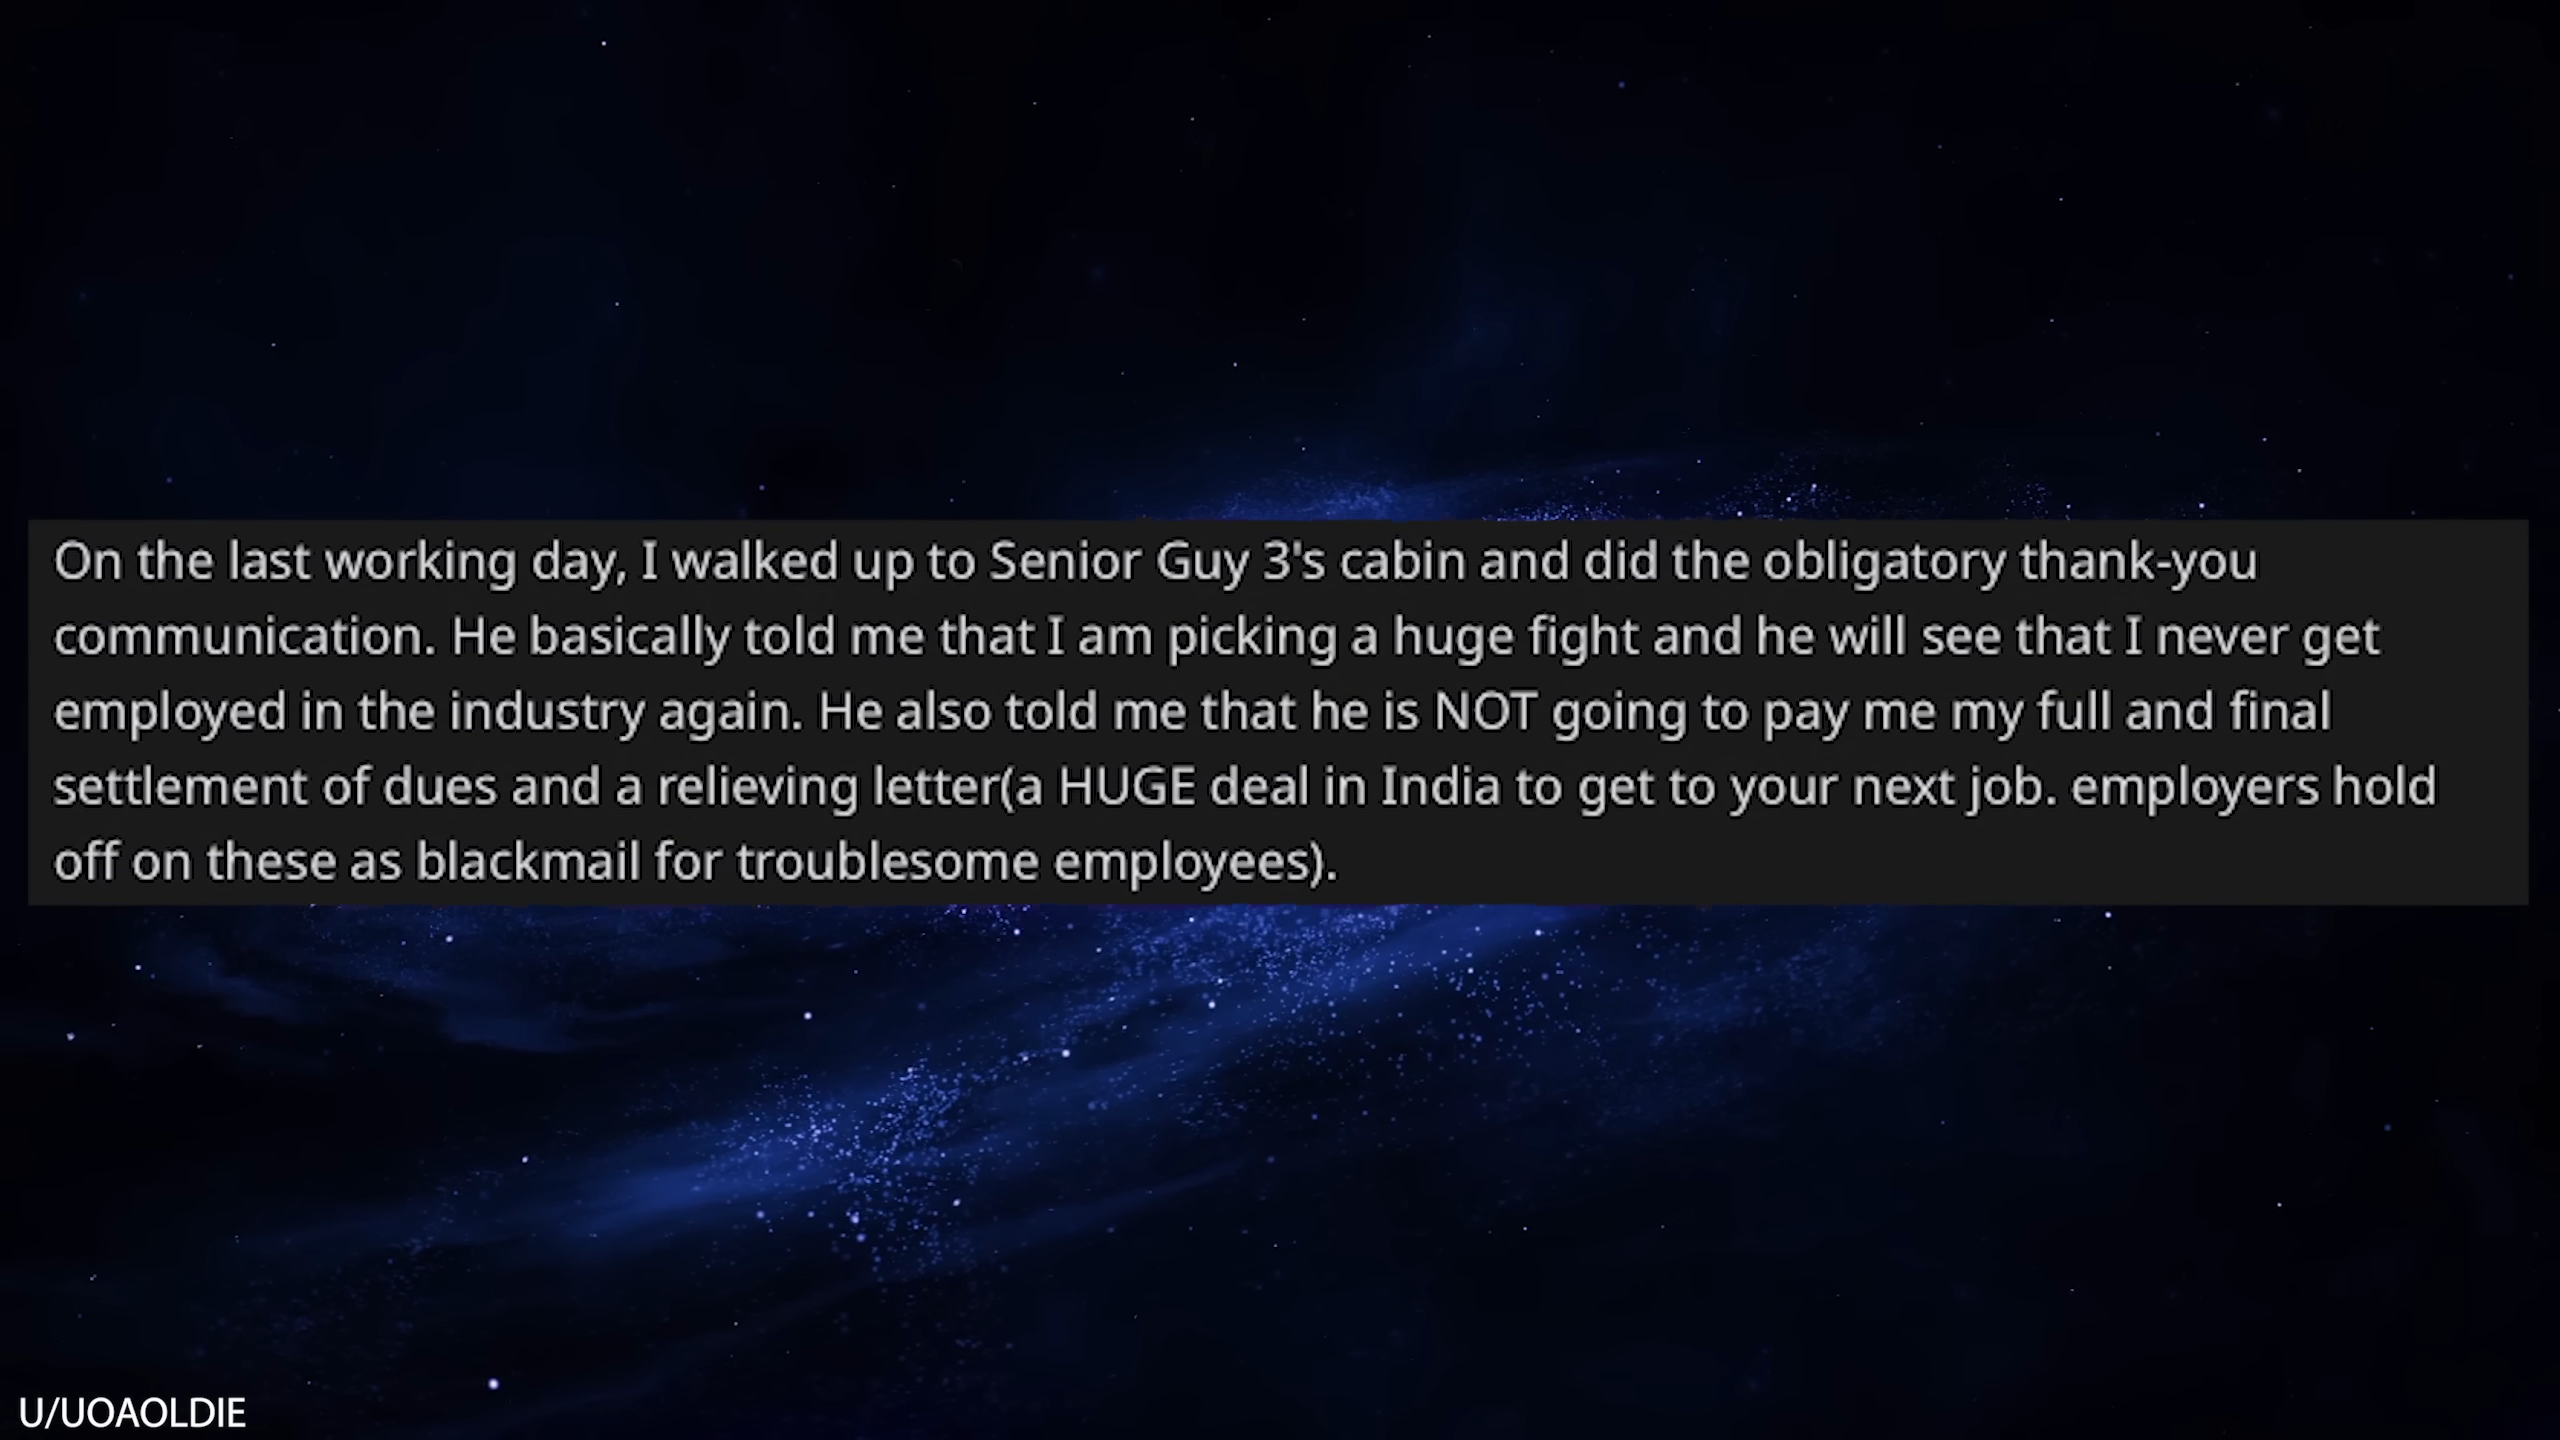 On the last working day, I walked up to Senior Guy 3's cabin and did the obligatory thank-you
communication. He basically told me that I am picking a huge fight and he will see that I never get
employed in the industry again. He also told me that he is NOT going to pay me my full and final
settlement of dues and a relieving letter(a HUGE deal in India to get to your next job. employers hold
off on these as blackmail for troublesome employees).
U/UOAOLDIE